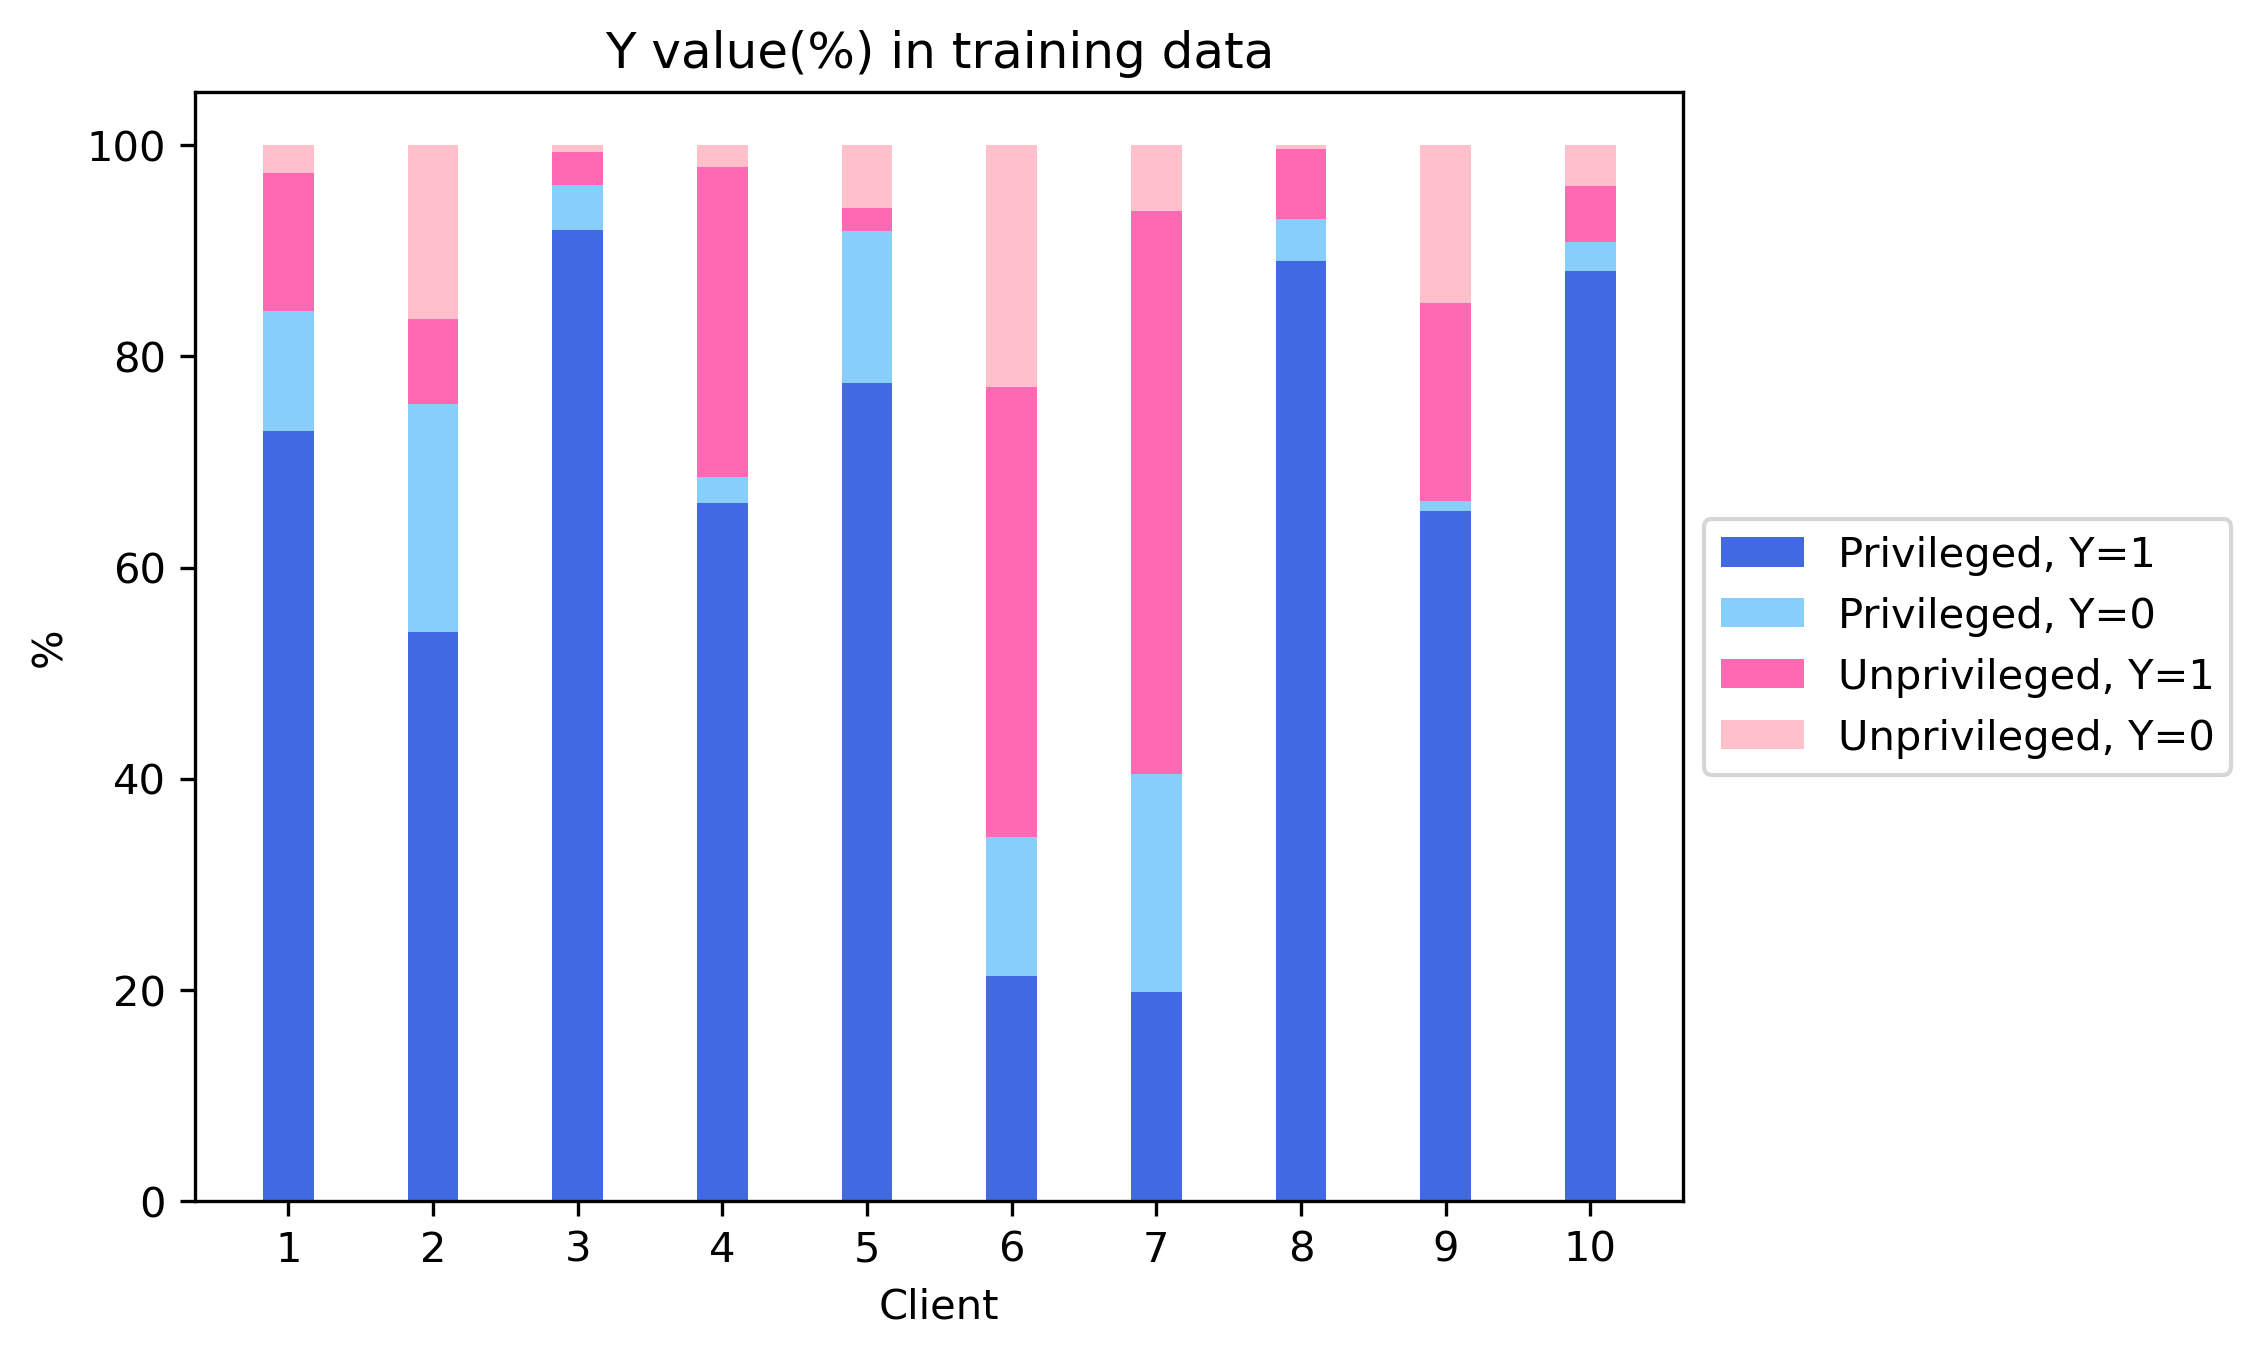 Y value(%) in training data
100
80
60
40
20
0
%
1 2 3 4 5 6 7 8 9 10
Client
Privileged, Y=1
Privileged, Y=0
Unprivileged, Y=1
Unprivileged, Y=0